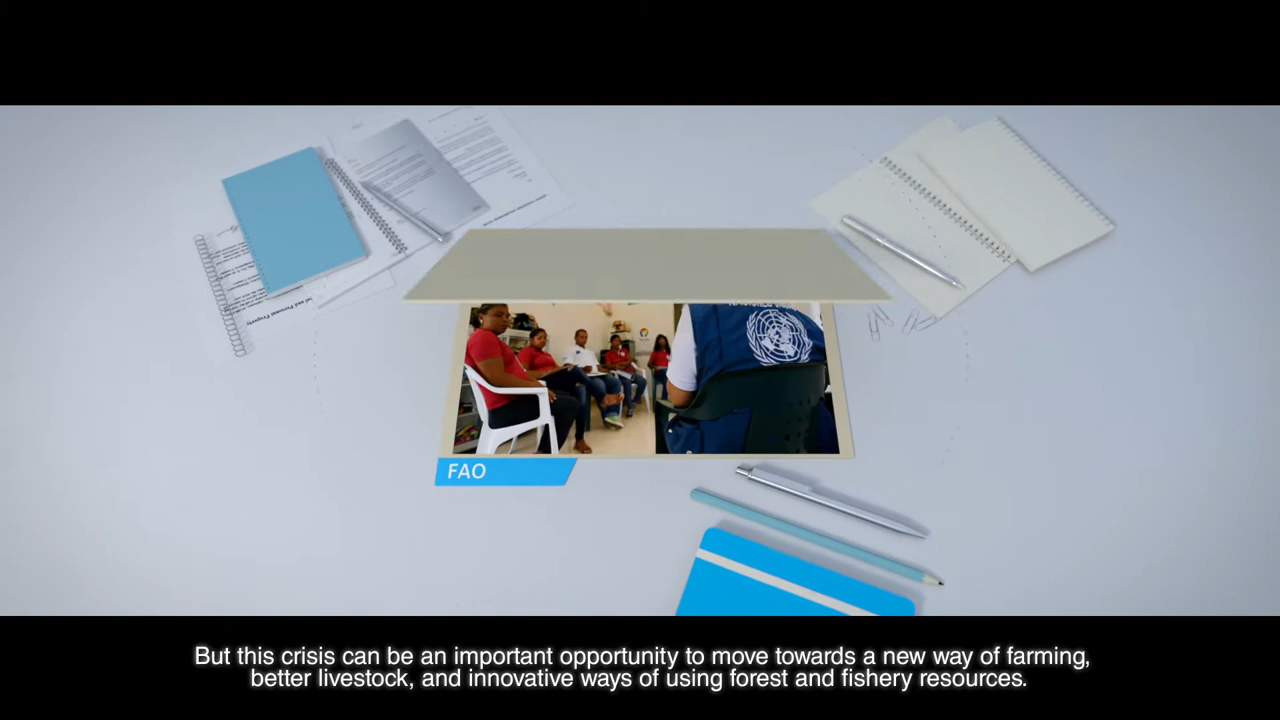 FAO
But this crisis can be an important opportunity to move towards a new way of farming,
better livestock, and innovative ways of using forest and fishery resources.